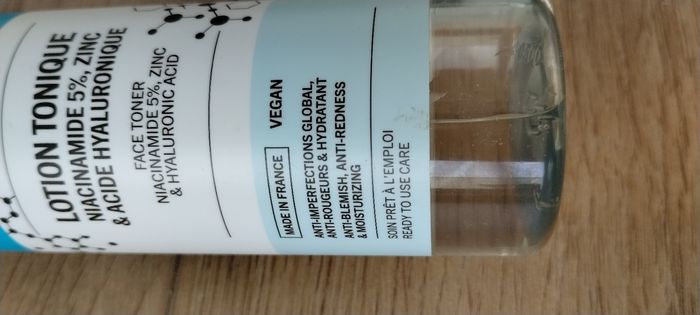 LOTION TONIQUE
NIACINAMIDE 5%, ZINC
& ACIDE HYALURONIQUE
FACE TONER
NIACINAMIDE 5%, ZINC
& HYALURONIC ACID
MADE IN FRANCE
VEGAN
ANTI-IMPERFECTIONS GLOBAL,
ANTI-ROUGEURS & HYDRATANT
ANTI-BLEMISH, ANTI-REDNESS
& MOISTURIZING
SOIN PRÊT À L'EMPLOI
READY TO USE CARE